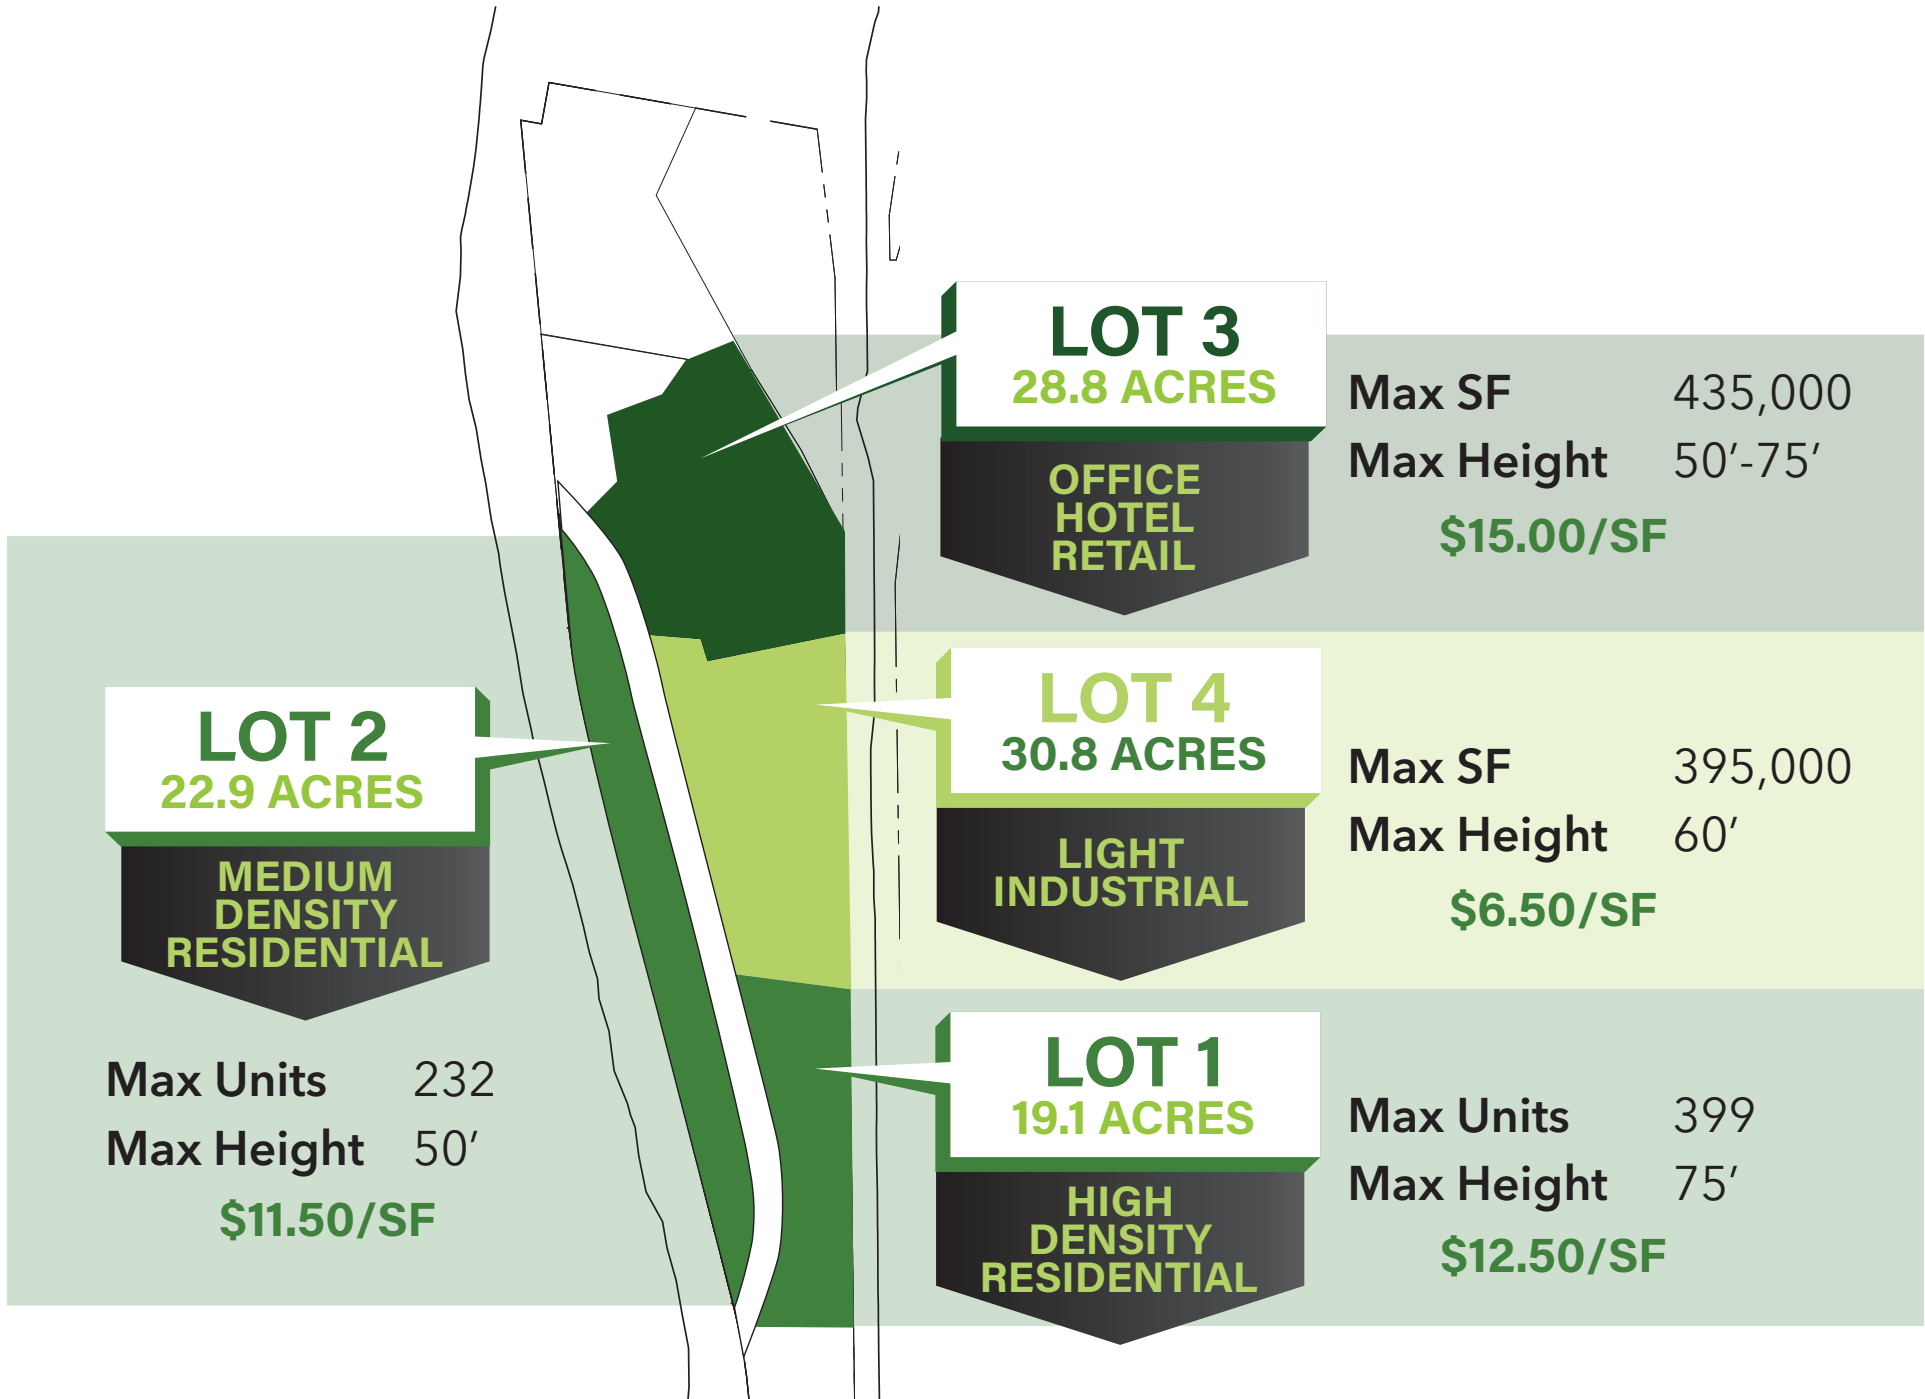 LOT 3
28.8 ACRES
OFFICE
HOTEL
RETAIL
Max SF 435,000
Max Height 50′-75′
$15.00/SF
LOT 2
22.9 ACRES
MEDIUM
DENSITY
RESIDENTIAL
Max Units 232
Max Height 50′
$11.50/SF
LOT 4
30.8 ACRES
LIGHT
INDUSTRIAL
Max SF 395,000
Max Height 60′
$6.50/SF
LOT 1
19.1 ACRES
HIGH
DENSITY
RESIDENTIAL
Max Units 399
Max Height 75′
$12.50/SF